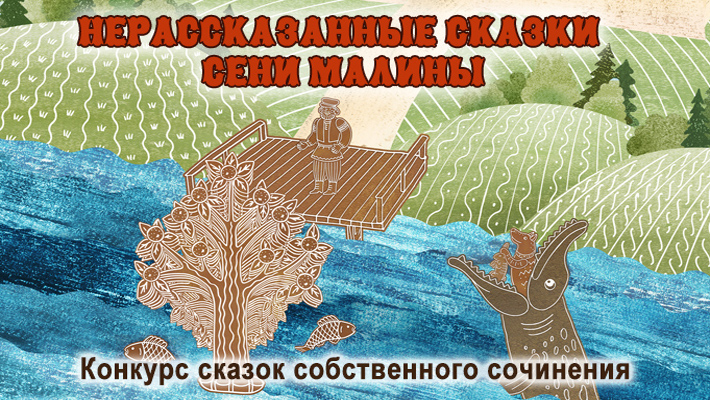 НЕРАССКАЗАННЫЕ СКАЗКИ
СЕНИ МАЛИНЫ
Конкурс сказок собственного сочинения